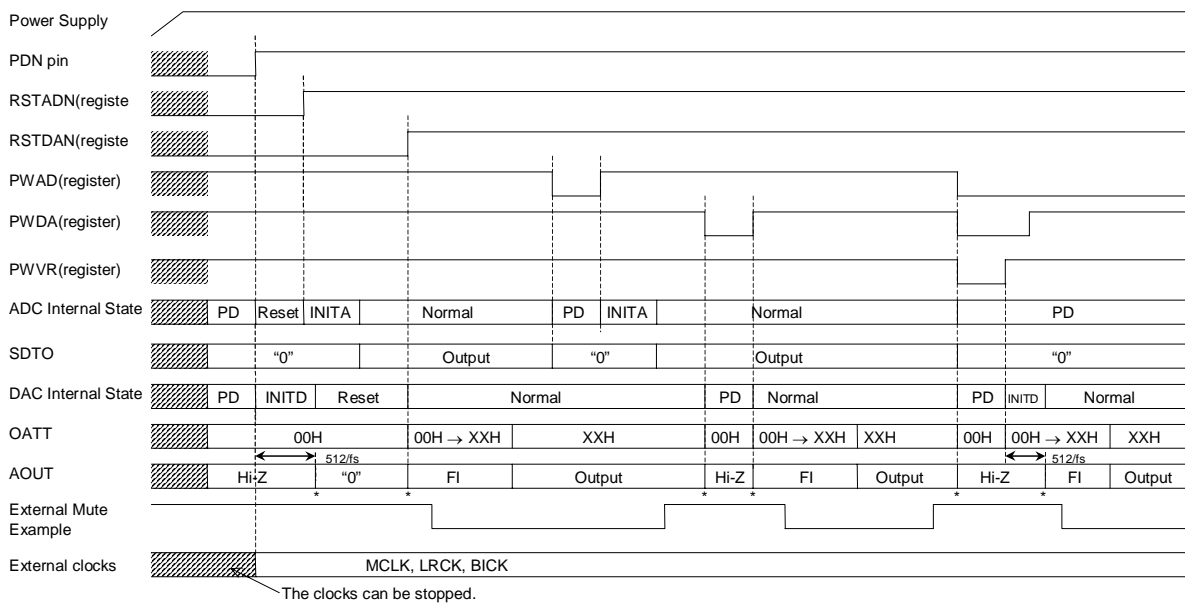 Power Supply
PDN pin
RSTADN(registe
RSTDAN(registe
PWAD(register)
PWDA(register)
PWVR(register)
ADC Internal State PD Reset INITA Normal PD INITA Normal PD
SDTO “0” Output “0” Output “0”
DAC Internal State PD INITD Reset Normal PD Normal PD INITD Normal
OATT 00H 00H → XXH XXH 00H 00H → XXH XXH 00H 00H → XXH XXH
512/fs 512/fs
AOUT Hi-Z “0” FI Output Hi-Z FI Output Hi-Z FI Output
* * * * * *
External Mute
Example
External clocks MCLK, LRCK, BICK
The clocks can be stopped.